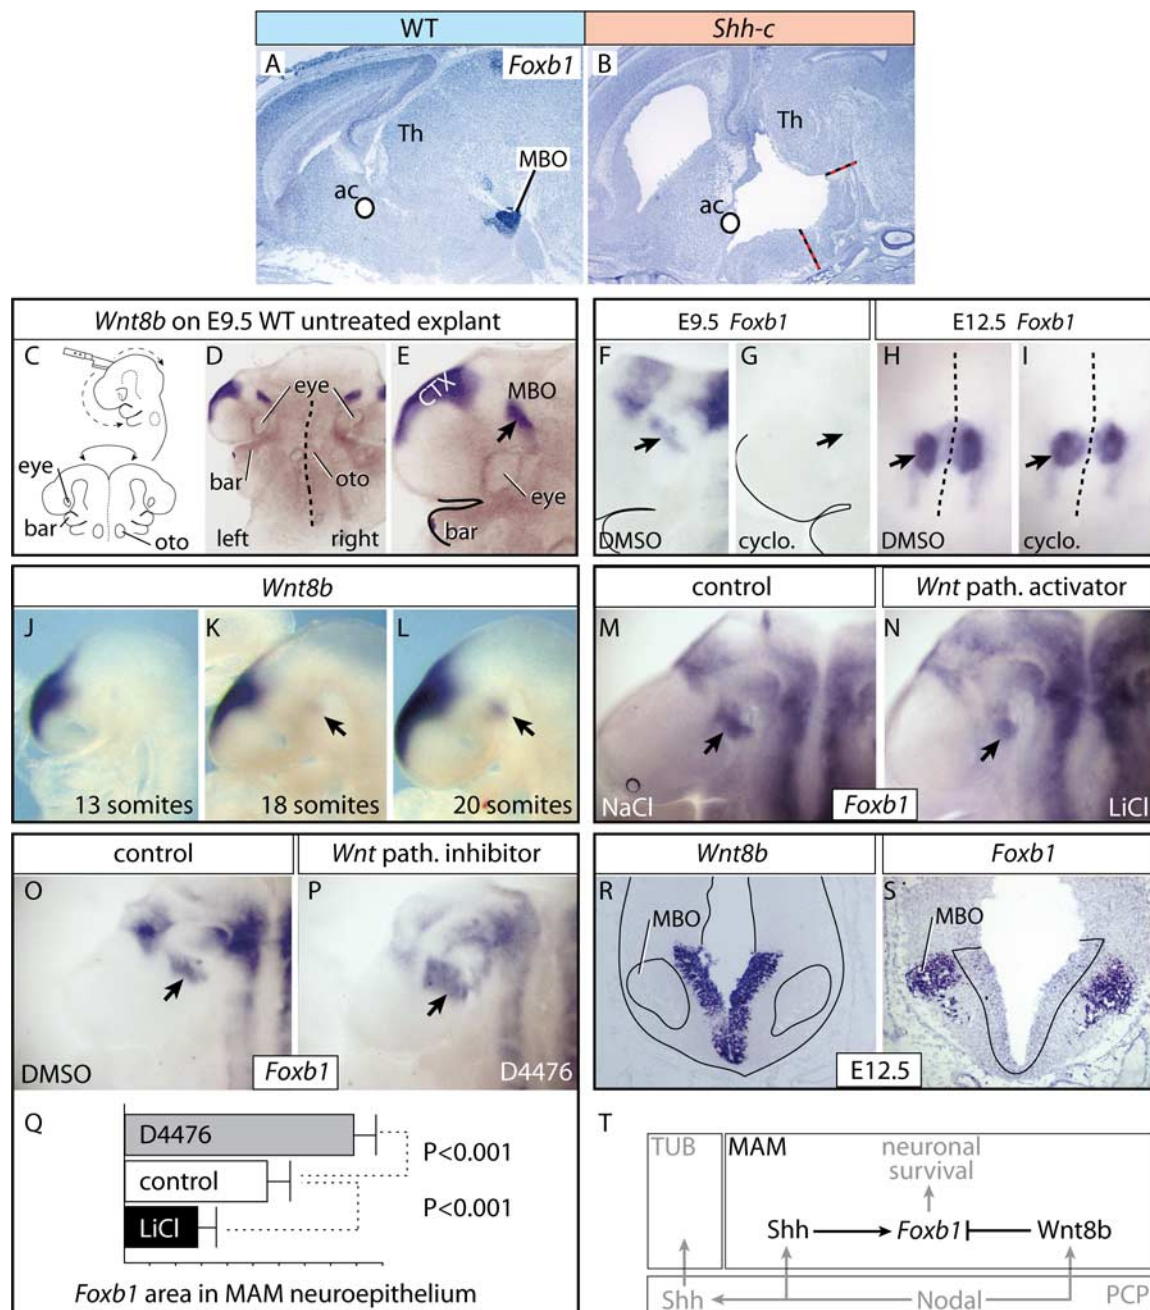 WT
Shh-c
A
Foxb1
B
Th
Th
MBO
ac
ac
Wnt8b on E9.5 WT untreated explant
C
D
E
eye
CTX
MBO
eye
bar
oto
bar
oto
eye
bar
left
right
E9.5 Foxb1
E12.5 Foxb1
F
G
H
I
DMSO
cyclo.
DMSO
cyclo.
Wnt8b
J
K
L
13 somites
18 somites
20 somites
control
Wnt path. activator
M
N
NaCl
Foxb1
LiCl
control
Wnt path. inhibitor
O
P
DMSO
Foxb1
D4476
Wnt8b
Foxb1
R
S
MBO
MBO
E12.5
Q
D4476
control
LiCl
P<0.001
P<0.001
Foxb1 area in MAM neuroepithelium
T
TUB
MAM
neuronal
survival
Shh
Foxb1
Wnt8b
Shh
Nodal
PCP